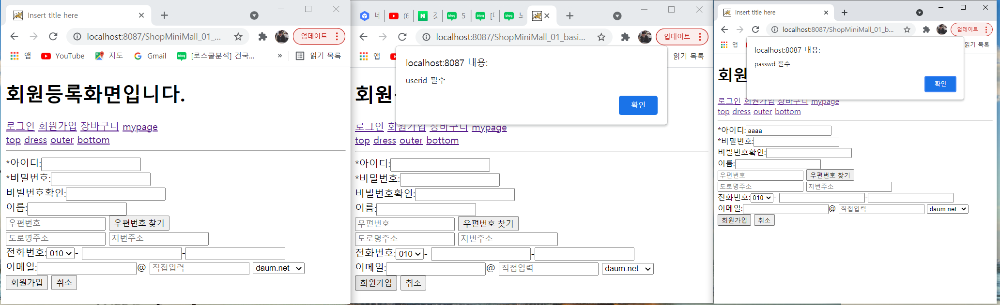 Insert title here
localhost:8087/ShopMiniMall_01_...
업데이트
앱 YouTube 지도 Gmail [로스쿨분석] 건국... » 읽기 목록
회원등록화면입니다.
로그인 회원가입 장바구니 mypage
top dress outer bottom
*아이디:
*비밀번호:
비빌번호확인:
이름:
우편번호 우편번호 찾기
도로명주소 지번주소
전화번호: 010 - -
이메일: @ 직접입력 daum.net
회원가입 취소
localhost:8087/ShopMiniMall_01_basi...
업데이트
앱 읽기 목록
localhost:8087 내용:
userid 필수
확인
회원
로그인 회원가입 장바구니 mypage
top dress outer bottom
*아이디:
*비밀번호:
비빌번호확인:
이름:
우편번호 우편번호 찾기
도로명주소 지번주소
전화번호: 010 - -
이메일: @ 직접입력 daum.net
회원가입 취소
Insert title here
localhost:8087/ShopMiniMall_01_b...
업데이트
앱 읽기 목록
localhost:8087 내용:
passwd 필수
확인
회원
로그인 회원가입 장바구니 mypage
top dress outer bottom
*아이디: aaaa
*비밀번호:
비빌번호확인:
이름:
우편번호 우편번호 찾기
도로명주소 지번주소
전화번호: 010 - -
이메일: @ 직접입력 daum.net
회원가입 취소